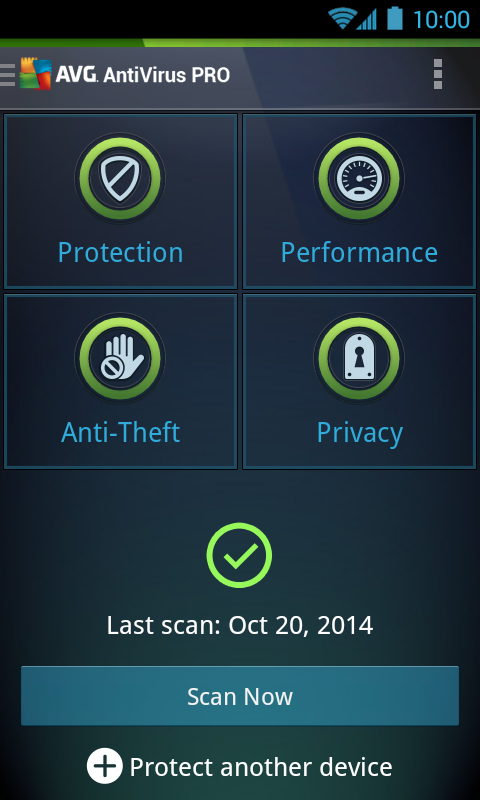 10:00
AVG. AntiVirus PRO
Protection
Performance
Anti-Theft
Privacy
Last scan: Oct 20, 2014
Scan Now
Protect another device